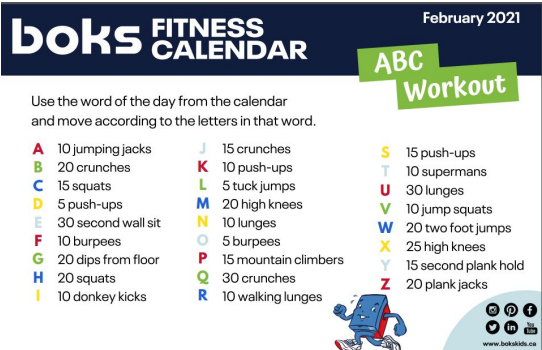 boks FITNESS
CALENDAR
February 2021
ABC
Workout
Use the word of the day from the calendar
and move according to the letters in that word.
A 10 jumping jacks
B 20 crunches
C 15 squats
D 5 push-ups
E 30 second wall sit
F 10 burpees
G 20 dips from floor
H 20 squats
I 10 donkey kicks
J 15 crunches
K 10 push-ups
L 5 tuck jumps
M 20 high knees
N 10 lunges
O 5 burpees
P 15 mountain climbers
Q 30 crunches
R 10 walking lunges
S 15 push-ups
T 10 supermans
U 30 lunges
V 10 jump squats
W 20 two foot jumps
X 25 high knees
Y 15 second plank hold
Z 20 plank jacks
You
Tube
www.bokskids.ca